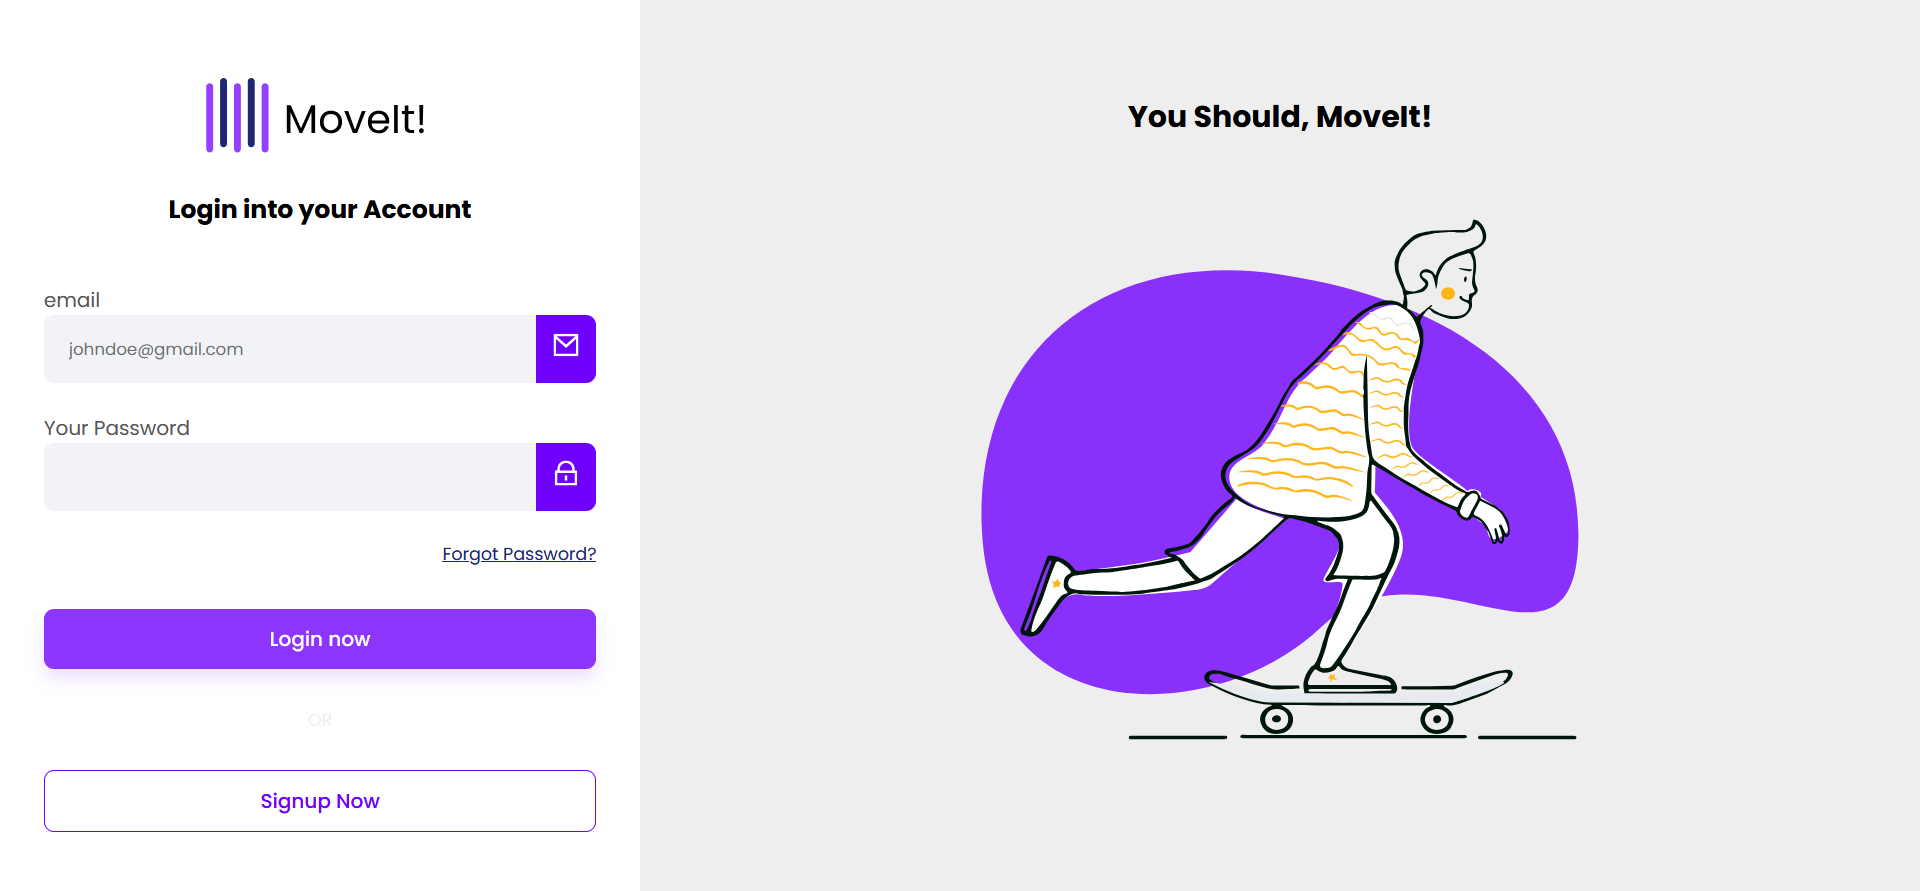 MoveIt!
Login into your Account
email
johndoe@gmail.com
Your Password
Forgot Password?
Login now
OR
Signup Now
You Should, MoveIt!